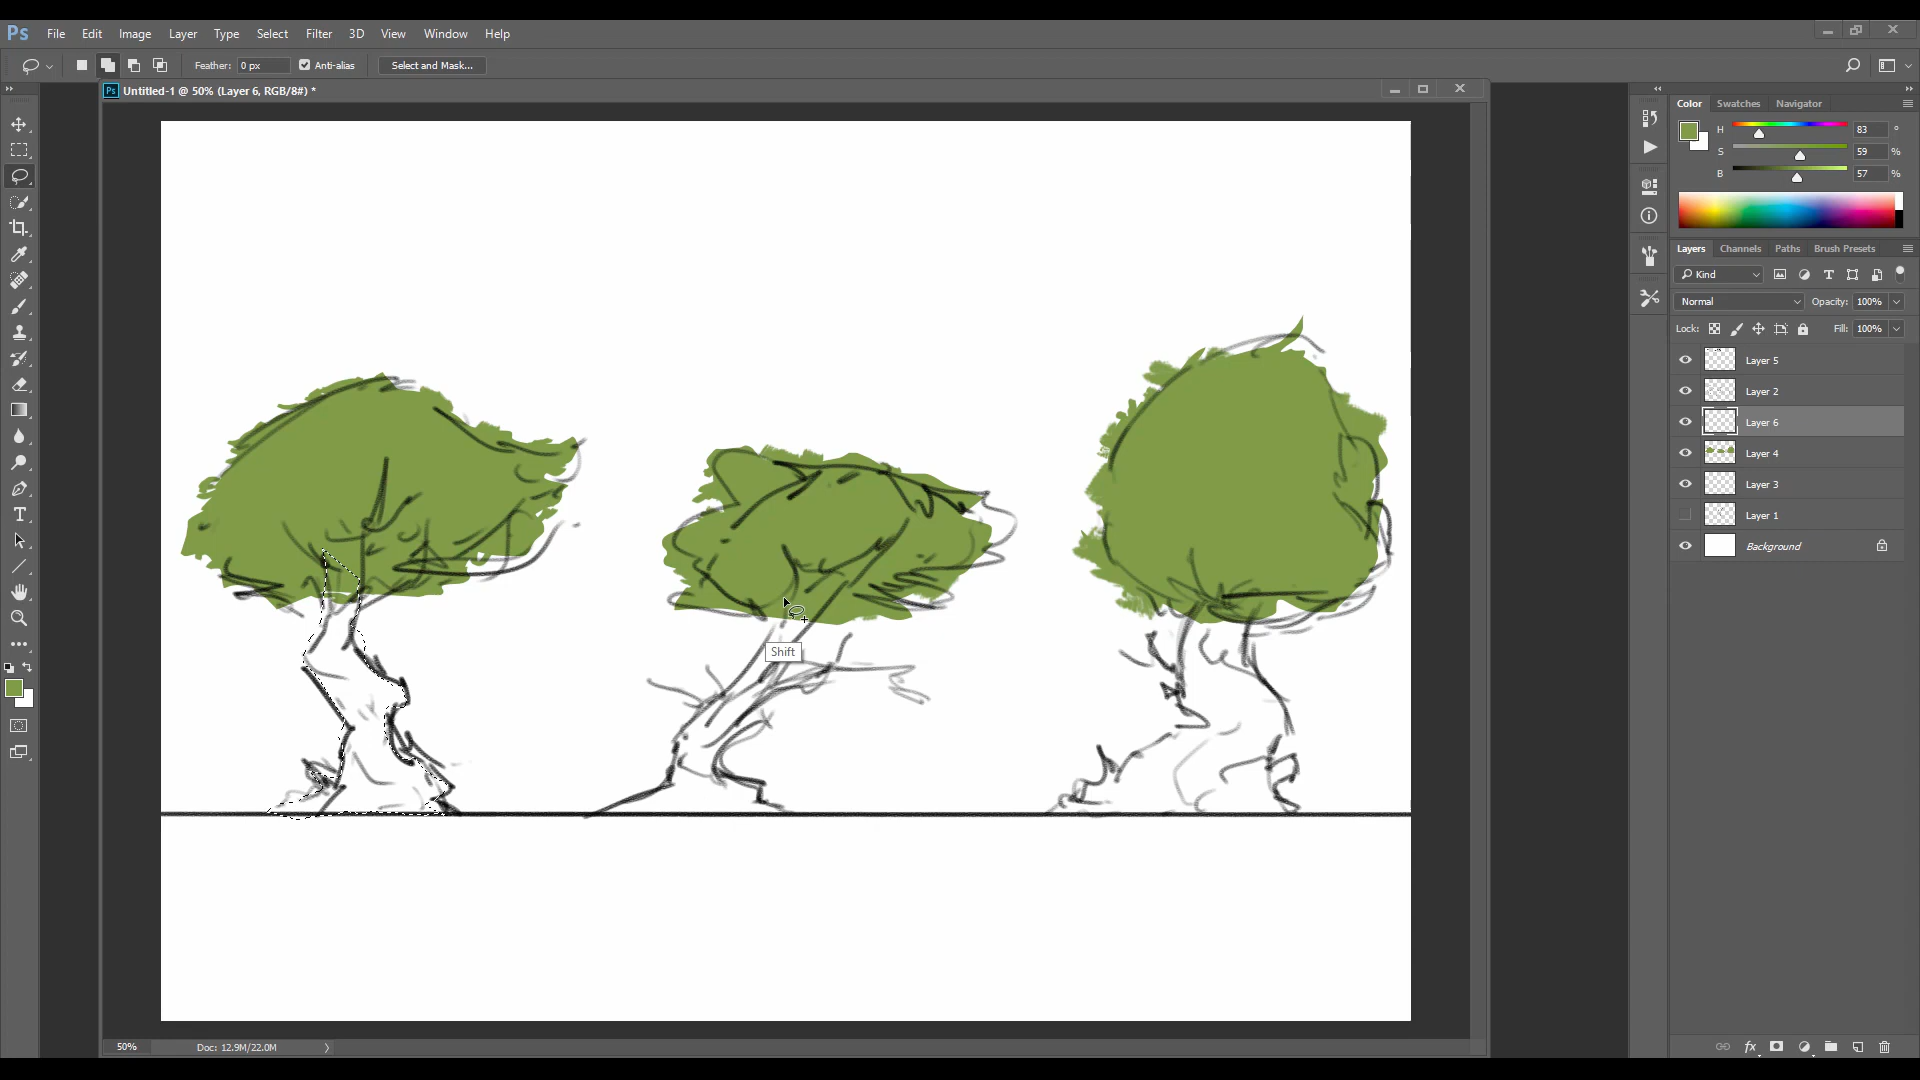 Ps File Edit Image Layer Type Select Filter 3D View Window Help
Feather: 0 px Anti-alias Select and Mask...
Ps Untitled-1 @ 50% (Layer 6, RGB/8#) *
Color Swatches Navigator
H 83 °
S 59 %
B 57 %
Layers Channels Paths Brush Presets
Kind T
Normal Opacity: 100%
Lock: Fill: 100%
Layer 5
Layer 2
Layer 6
Layer 4
Layer 3
Layer 1
Background
T
Shift
50% Doc: 12.9M/22.0M
fx